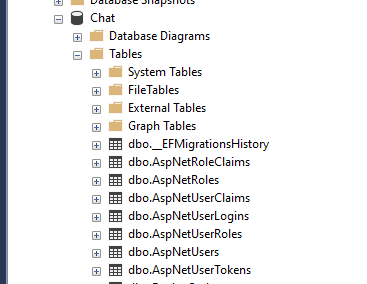 Database Snapshots
Chat
Database Diagrams
Tables
System Tables
FileTables
External Tables
Graph Tables
dbo.__EFMigrationsHistory
dbo.AspNetRoleClaims
dbo.AspNetRoles
dbo.AspNetUserClaims
dbo.AspNetUserLogins
dbo.AspNetUserRoles
dbo.AspNetUsers
dbo.AspNetUserTokens